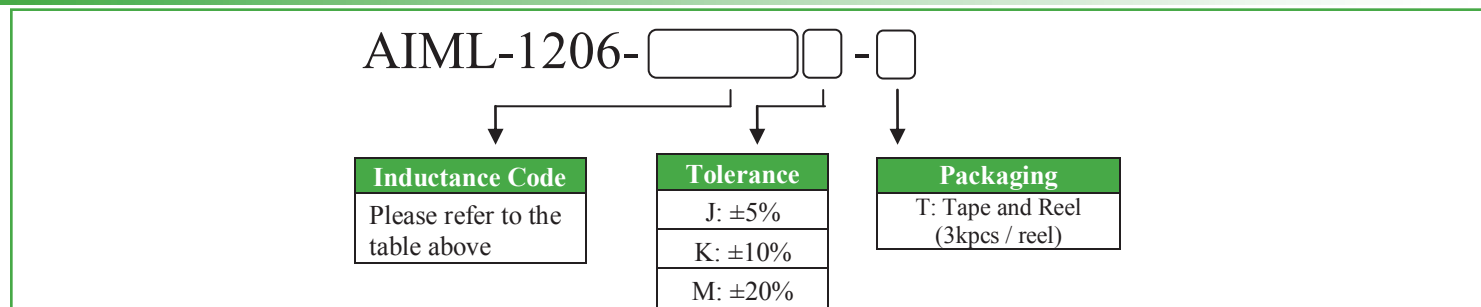 AIML-1206- -
Inductance Code
Please refer to the
table above
Tolerance
J: ±5%
K: ±10%
M: ±20%
Packaging
T: Tape and Reel
(3kpcs / reel)